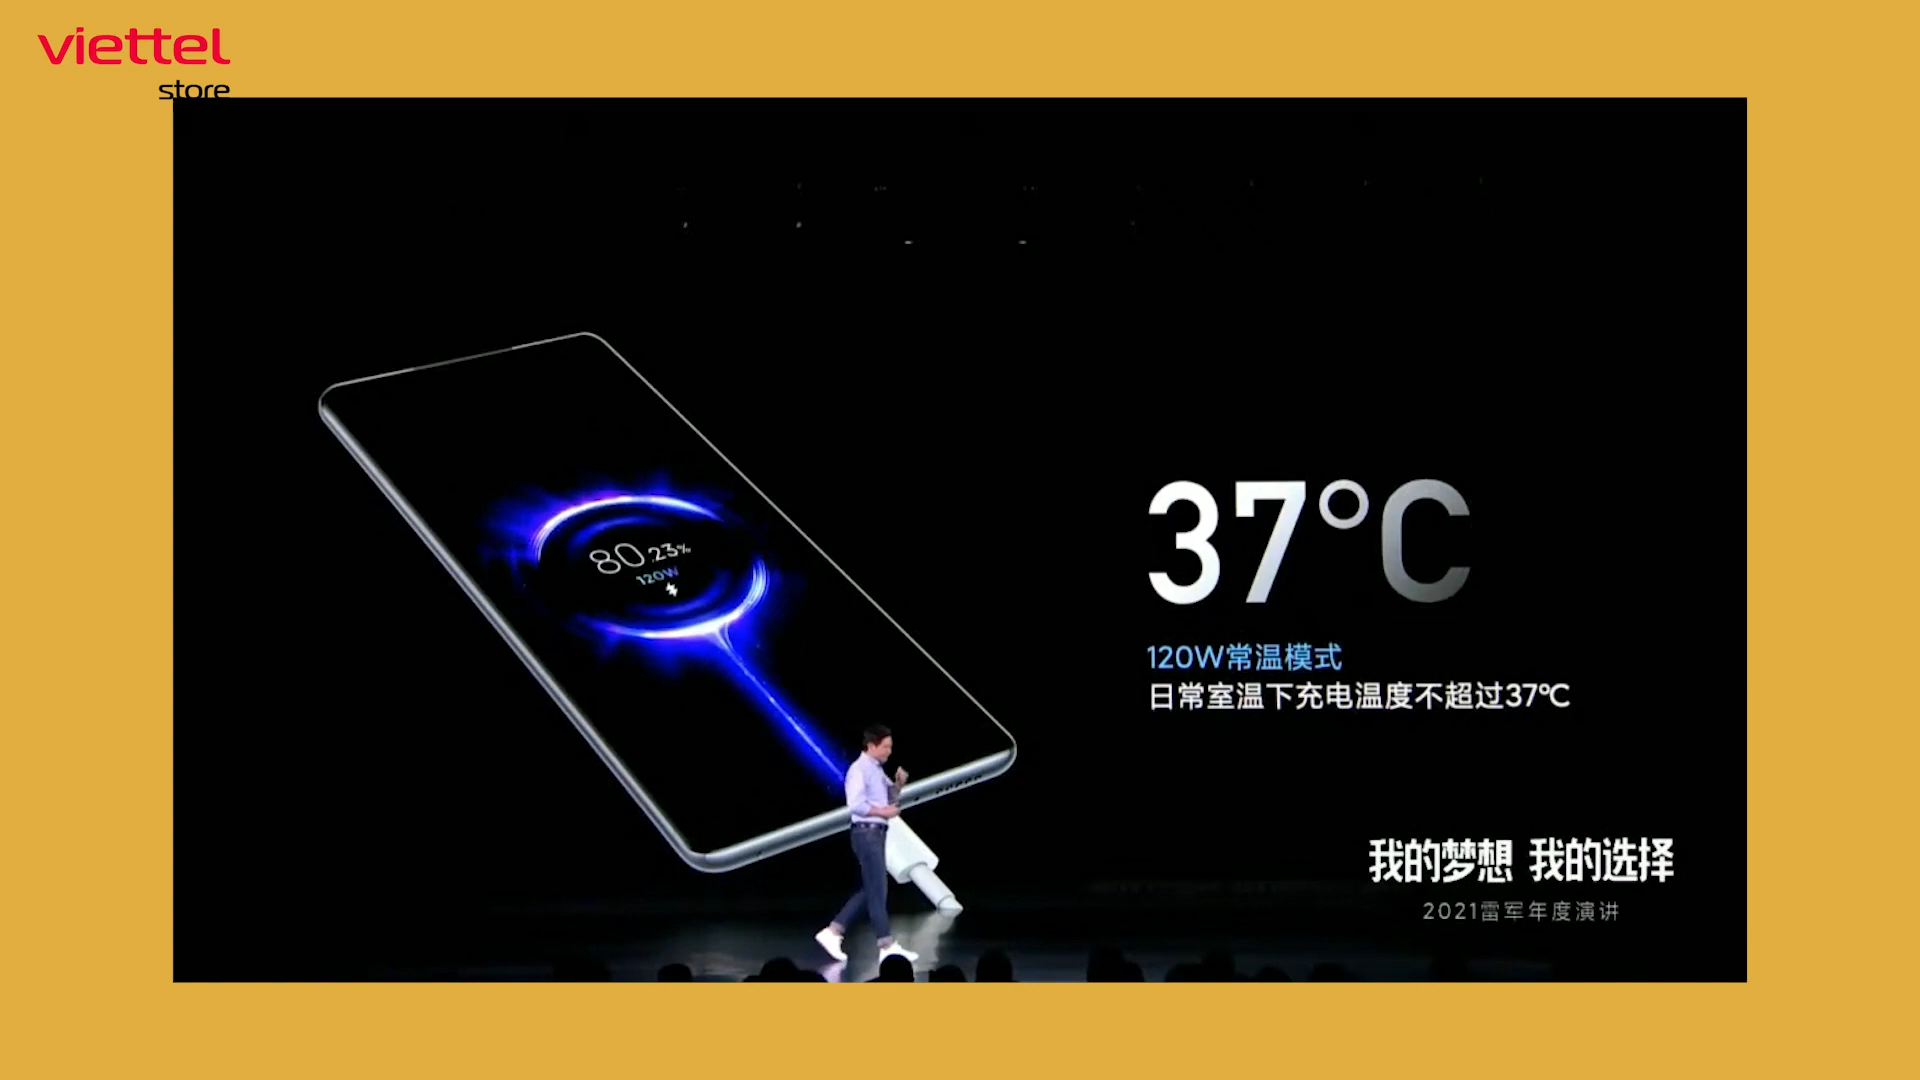 viettel
store
80.23%
120W
37°C
120W常温模式
日常室温下充电温度不超过37℃
我的梦想 我的选择
2021雷军年度演讲